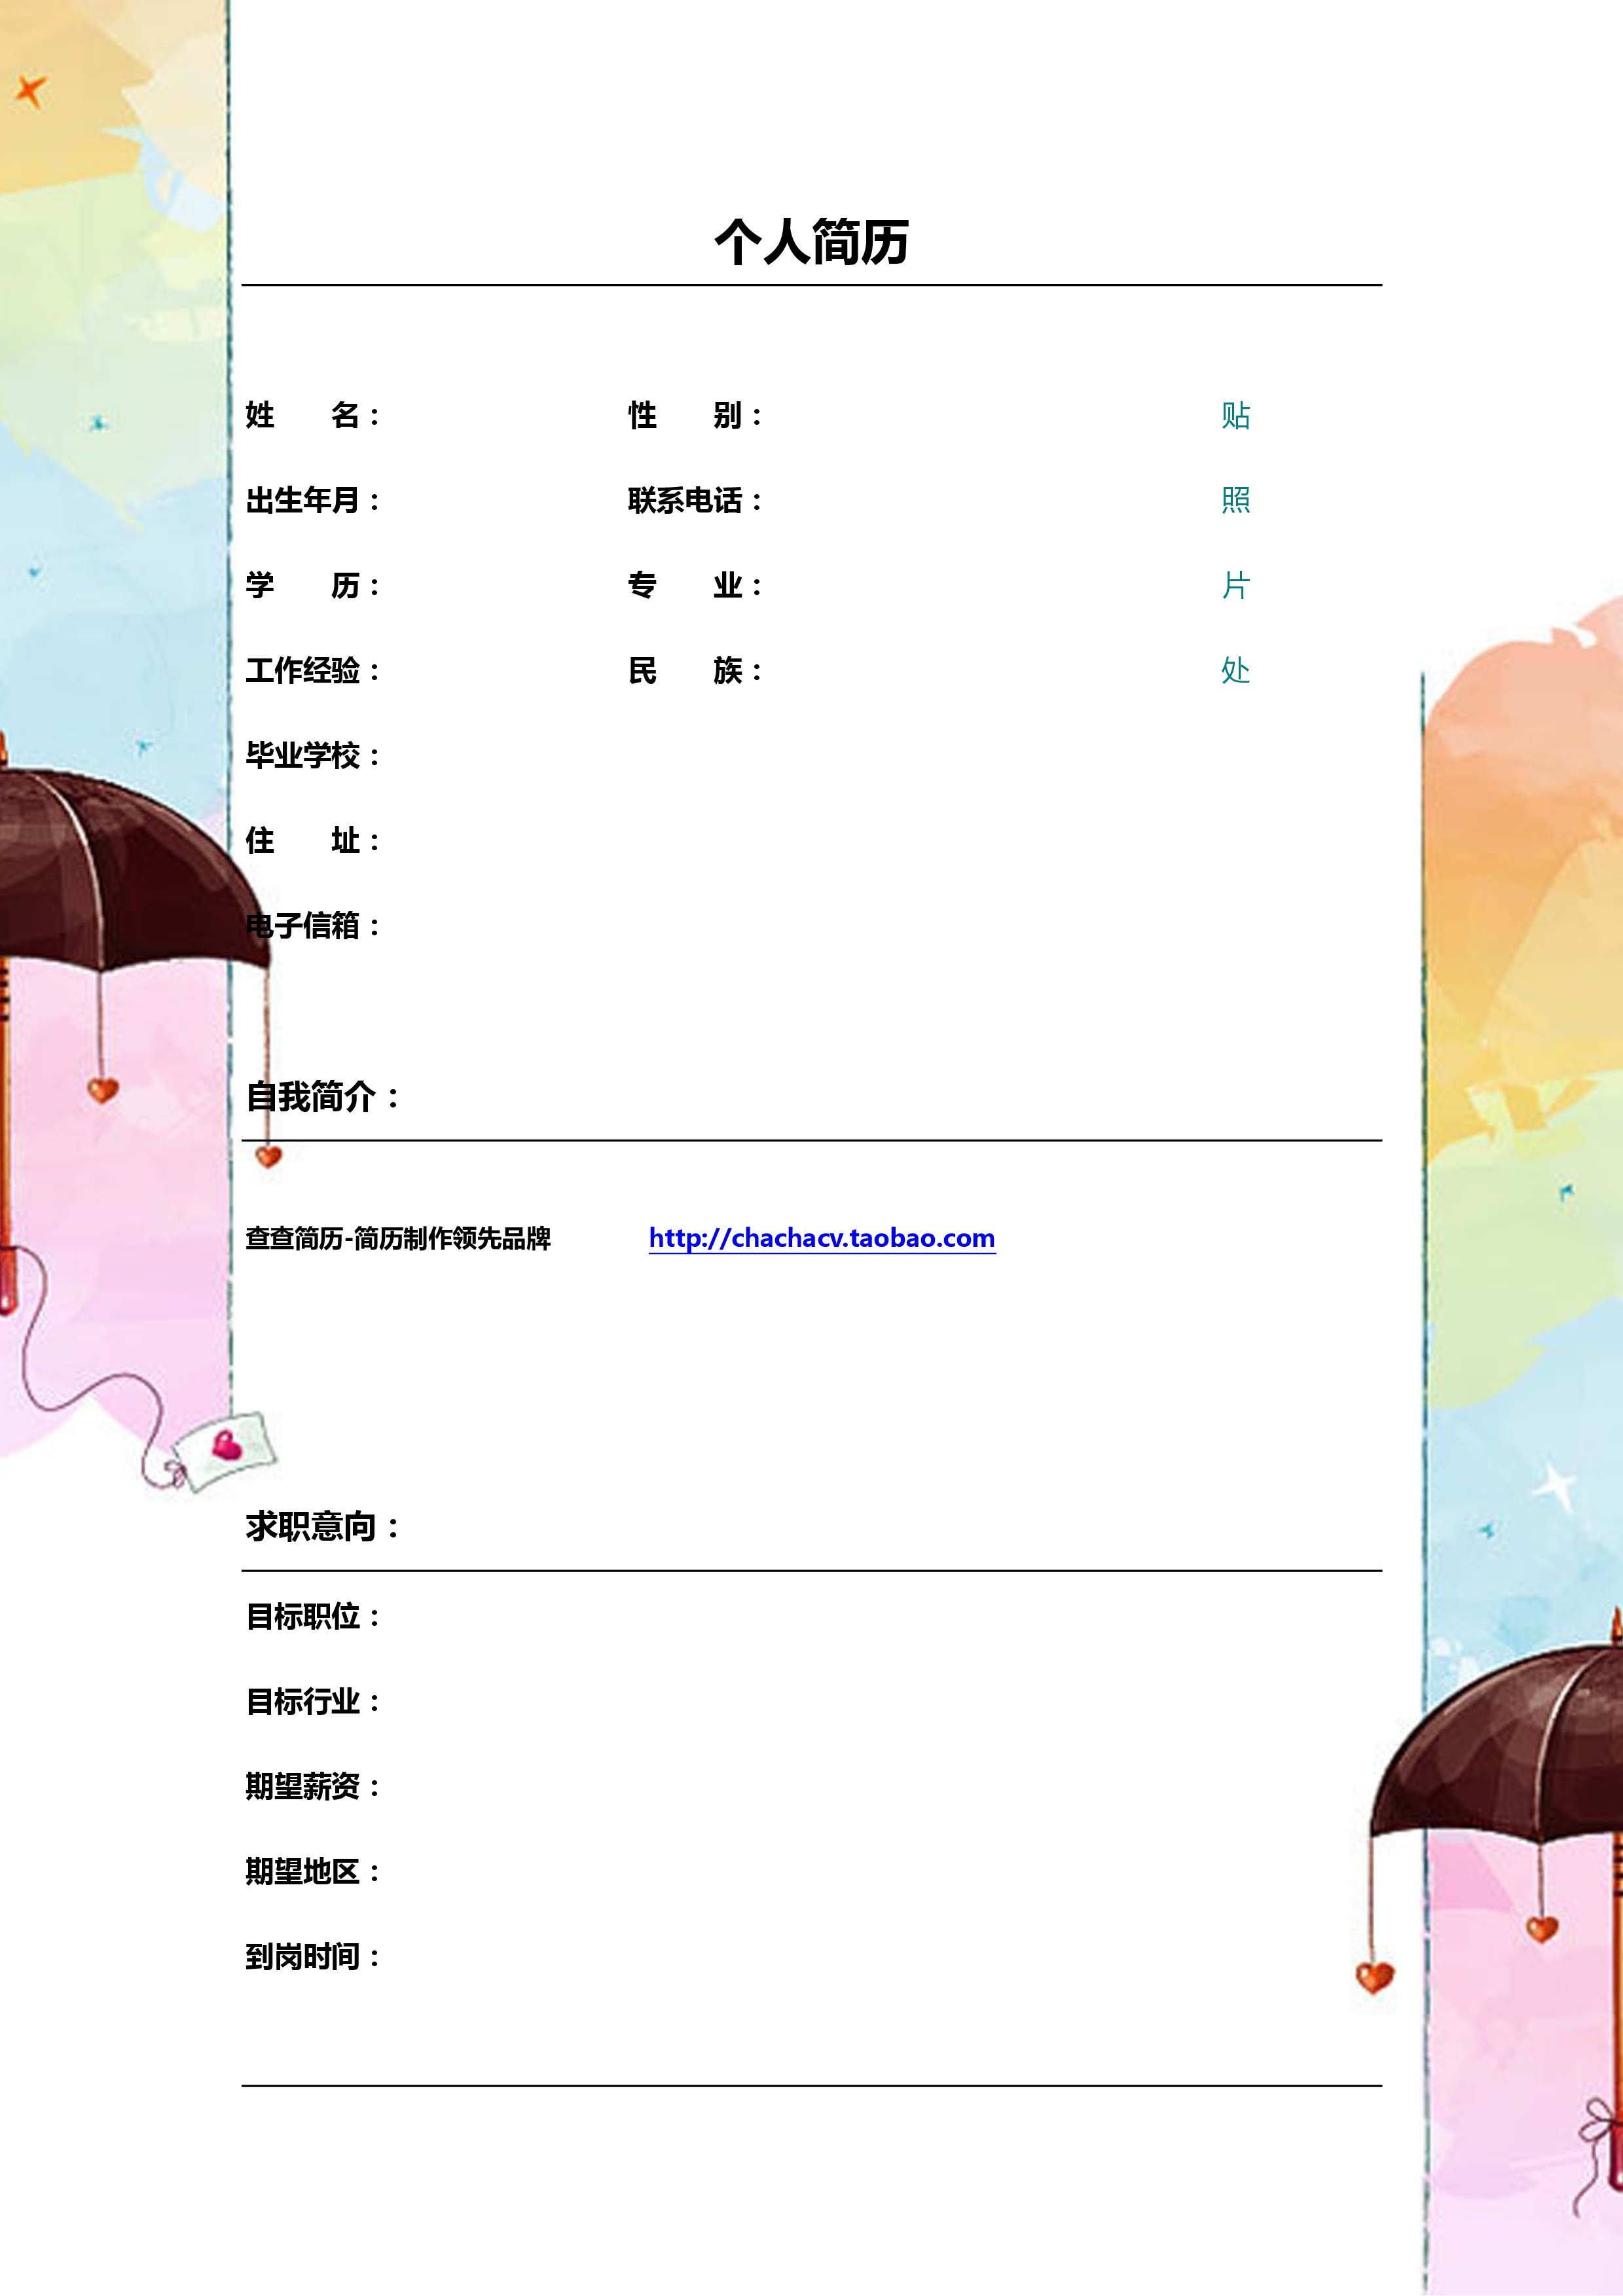 个人简历
姓　　名： 性　　别： 贴
出生年月： 联系电话： 照
学　　历： 专　　业： 片
工作经验： 民　　族： 处
毕业学校：
住　　址：
电子信箱：
自我简介：
查查简历-简历制作领先品牌 http://chachacv.taobao.com
求职意向：
目标职位：
目标行业：
期望薪资：
期望地区：
到岗时间：